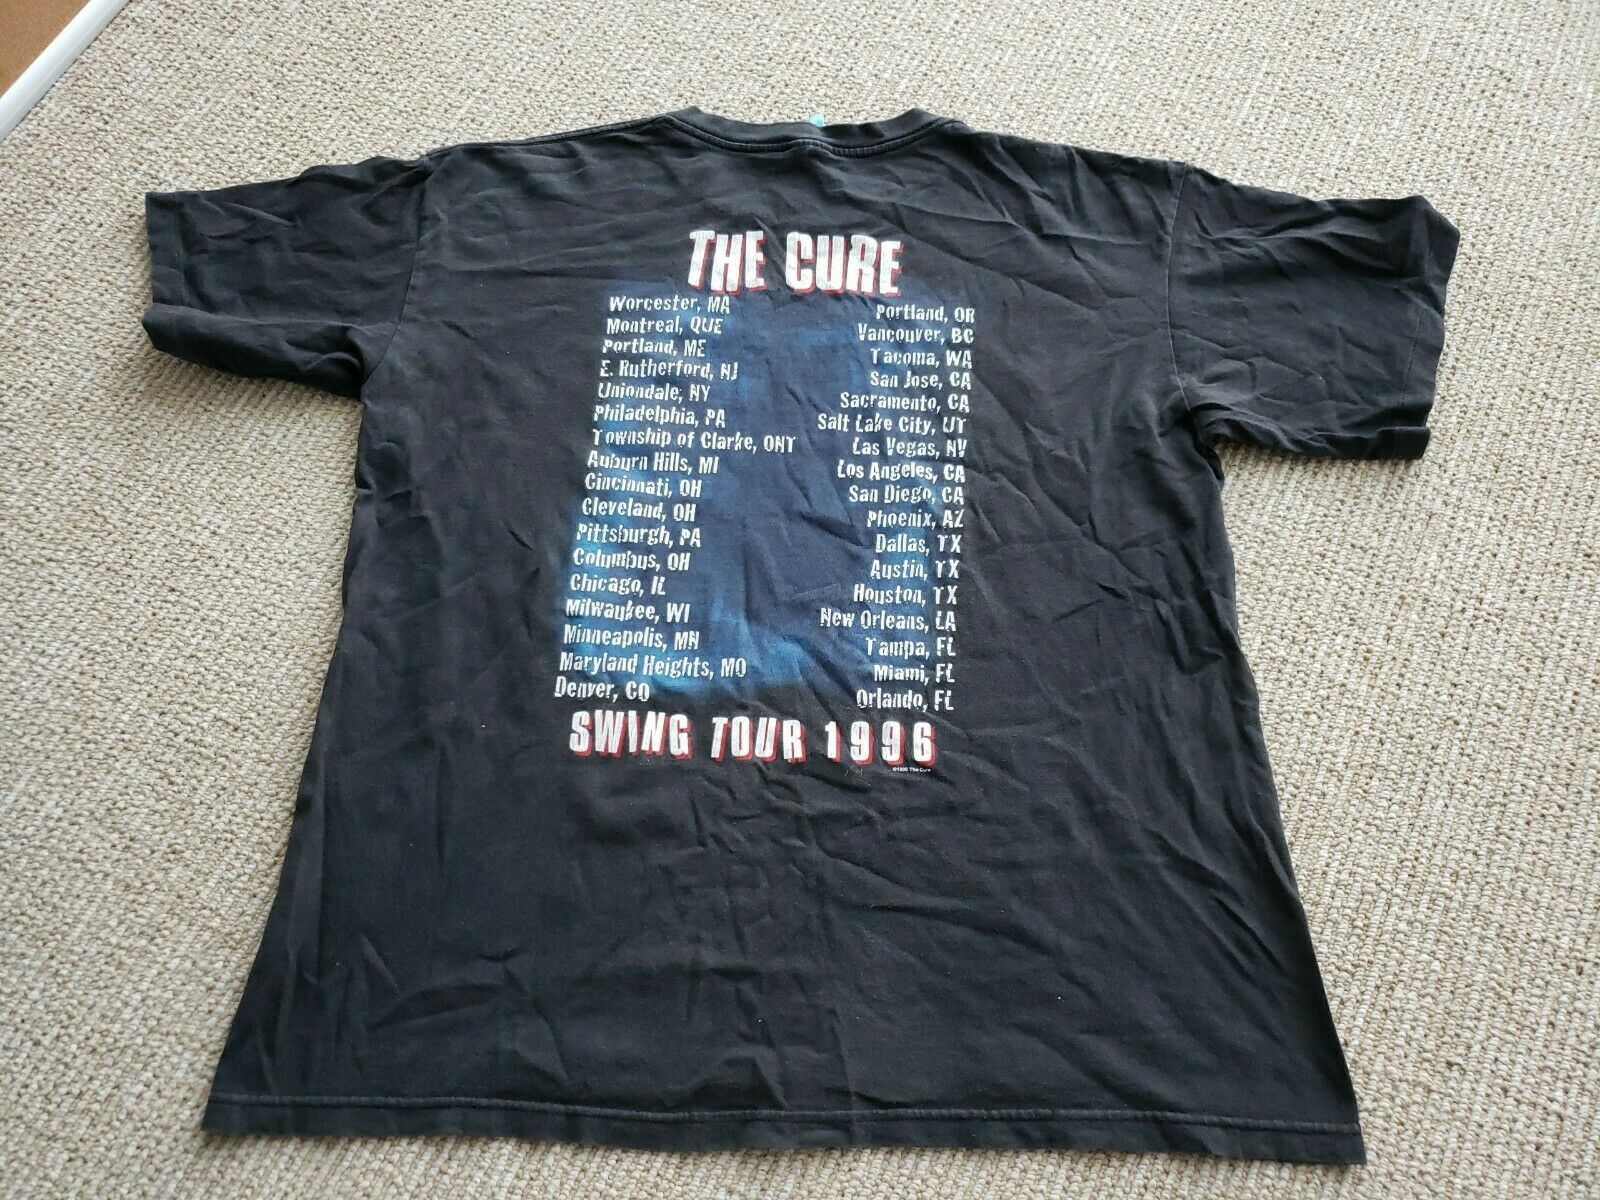 THE CURE
Worcester, MA
Montreal, QUE
Portland, ME
E. Rutherford, NJ
Uniondale, NY
Philadelphia, PA
Township of Clarke, ONT
Auburn Hills, MI
Cincinnati, OH
Cleveland, OH
Pittsburgh, PA
Columbus, OH
Chicago, IL
Milwaukee, WI
Minneapolis, MN
Maryland Heights, MO
Denver, CO
Portland, OR
Vancouver, BC
Tacoma, WA
San Jose, CA
Sacramento, CA
Salt Lake City, UT
Las Vegas, NV
Los Angeles, CA
San Diego, CA
Phoenix, AZ
Dallas, TX
Austin, TX
Houston, TX
New Orleans, LA
Tampa, FL
Miami, FL
Orlando, FL
SWING TOUR 1996
©1996 The Cure